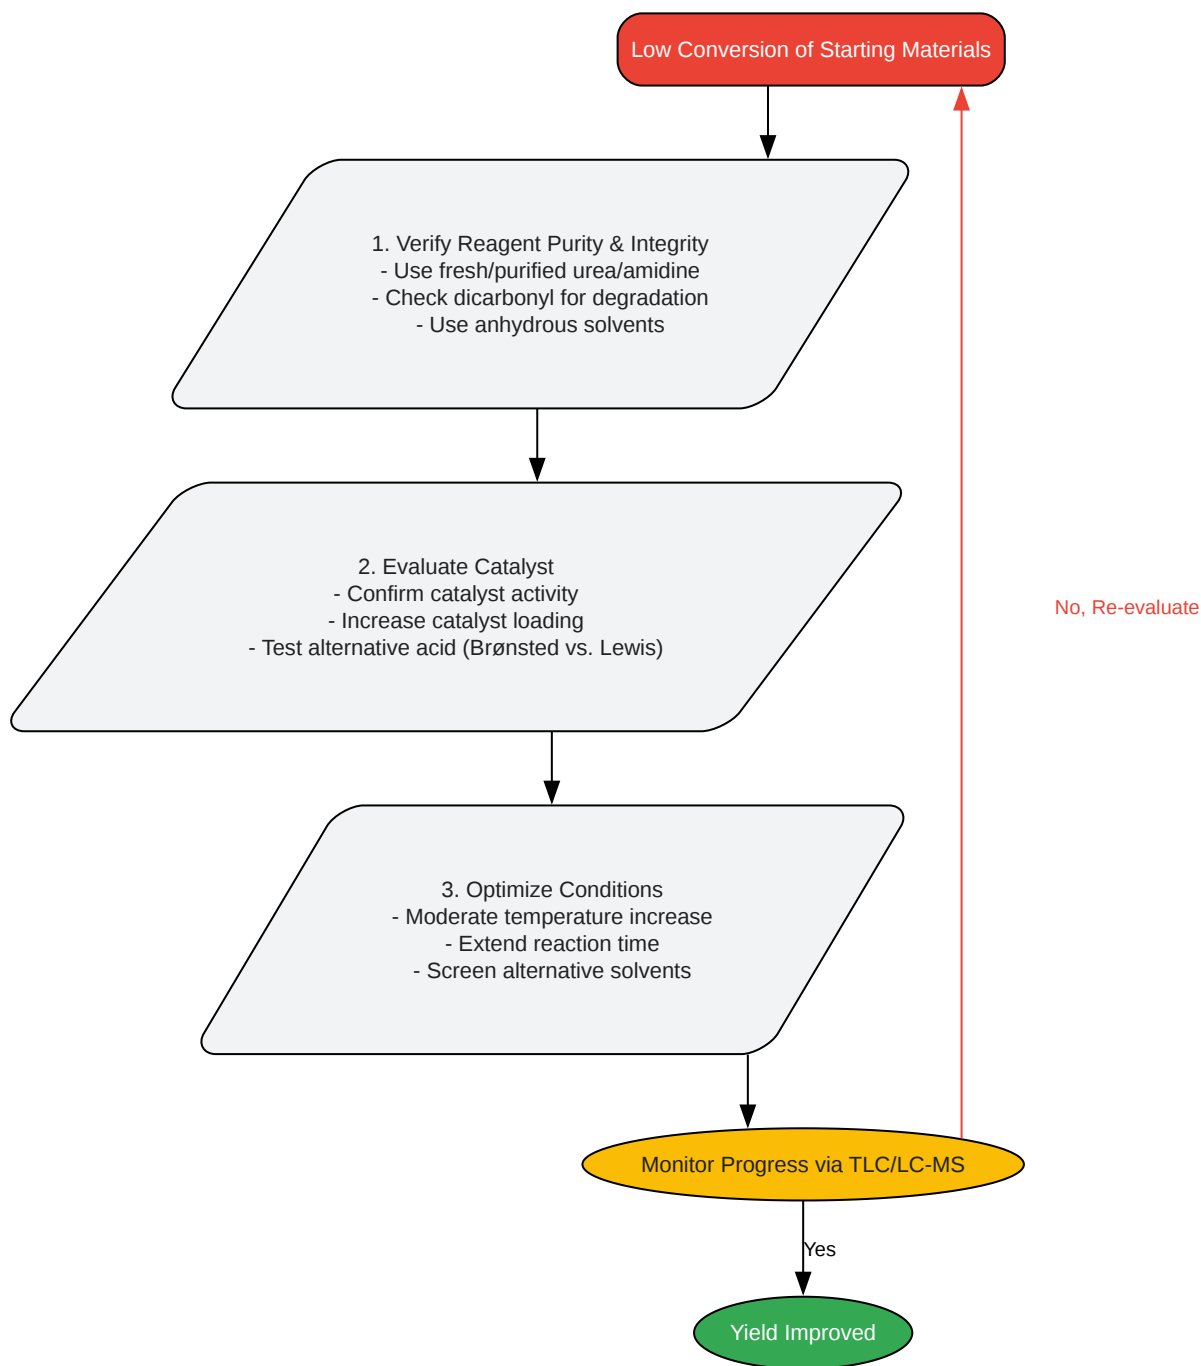 Low Conversion of Starting Materials
1. Verify Reagent Purity & Integrity
- Use fresh/purified urea/amidine
- Check dicarbonyl for degradation
- Use anhydrous solvents
2. Evaluate Catalyst
- Confirm catalyst activity
- Increase catalyst loading
- Test alternative acid (Brønsted vs. Lewis)
No, Re-evaluate
3. Optimize Conditions
- Moderate temperature increase
- Extend reaction time
- Screen alternative solvents
Monitor Progress via TLC/LC-MS
Yes
Yield Improved